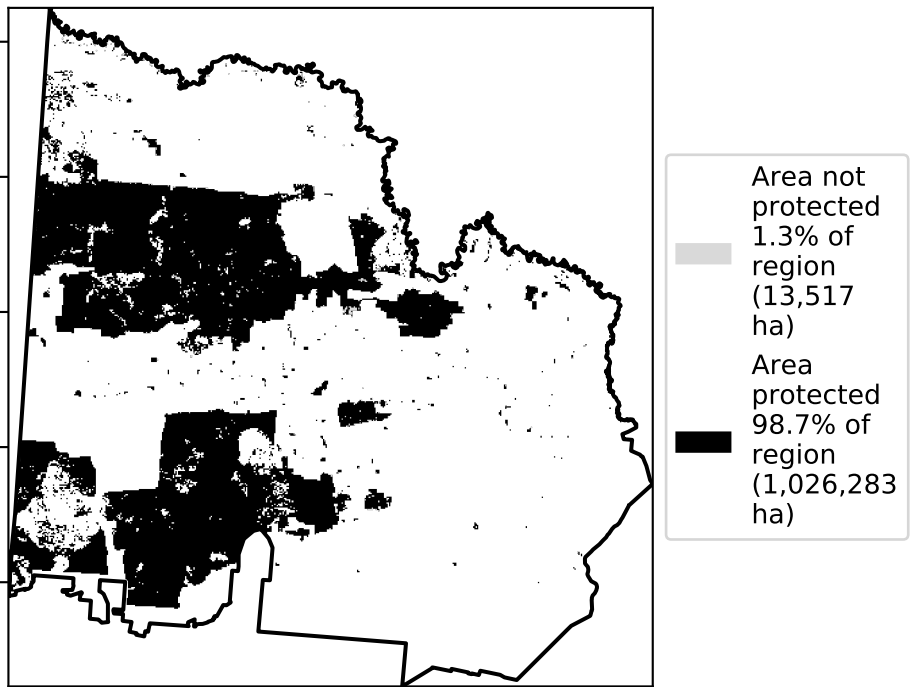 Area not
protected
1.3% of
region
(13,517
ha)
Area
protected
98.7% of
region
(1,026,283
ha)